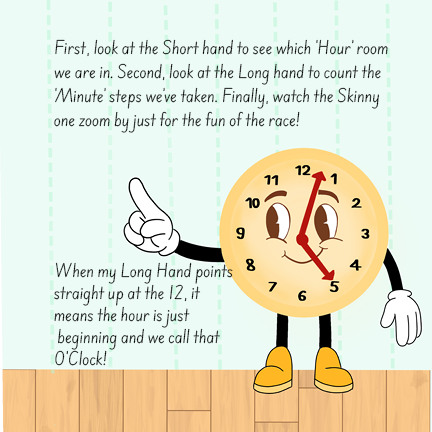 First, look at the Short hand to see which 'Hour' room
we are in. Second, look at the Long hand to count the
'Minute' steps we've taken. Finally, watch the Skinny
one zoom by just for the fun of the race!
12
11
1
10
2
9
3
8
4
7
5
6
When my Long Hand points
straight up at the 12, it
means the hour is just
beginning and we call that
O'Clock!